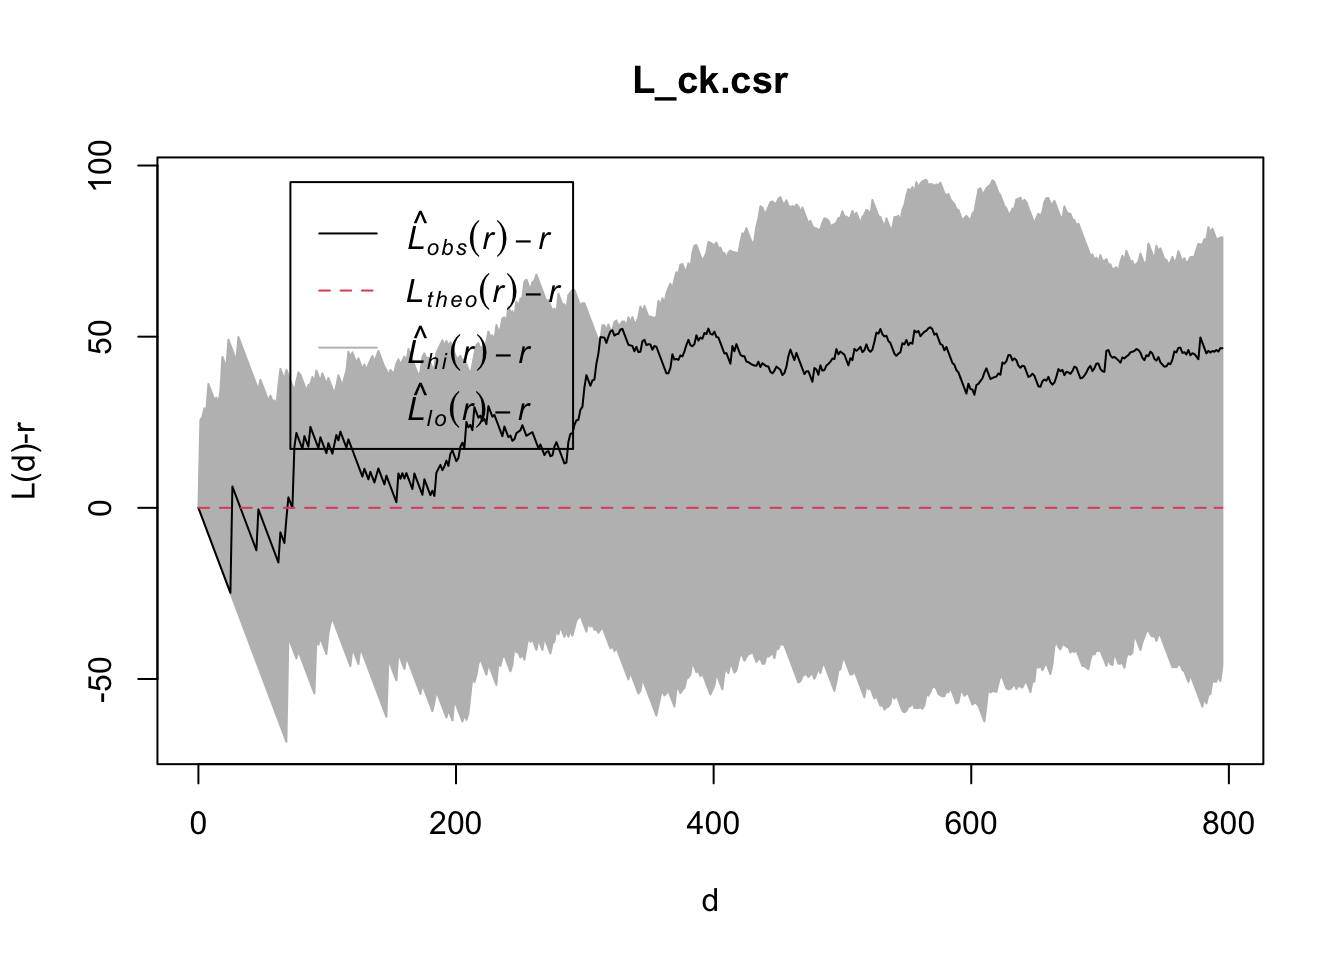 L_ck.csr
100
50
0
-50
L(d)-r
L̂obs(r) − r
Ltheo(r) − r
L̂hi(r) − r
L̂lo(r) − r
0 200 400 600 800
d